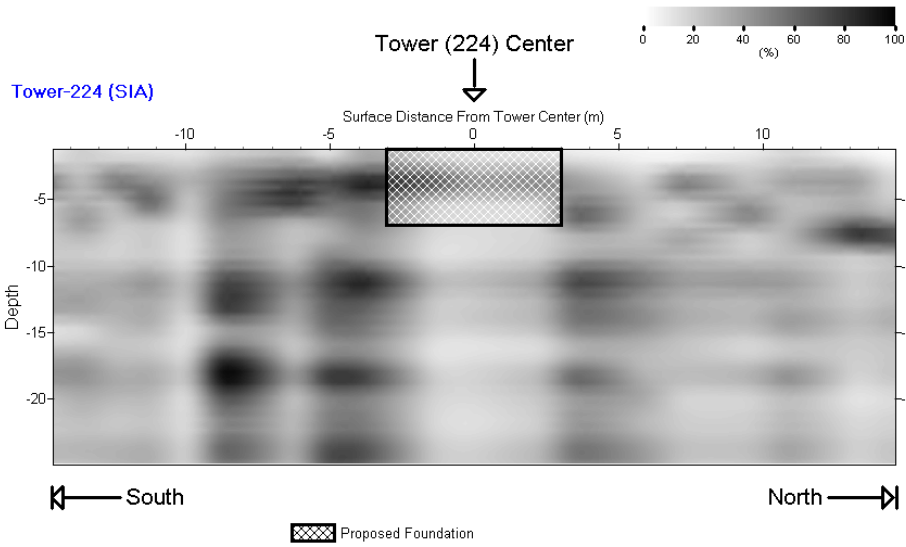 0 20 40 60 80 100
(%)
Tower (224) Center
Tower-224 (SIA)
Surface Distance From Tower Center (m)
-10 -5 0 5 10
-5
-10
-15
-20
Depth
South
North
Proposed Foundation